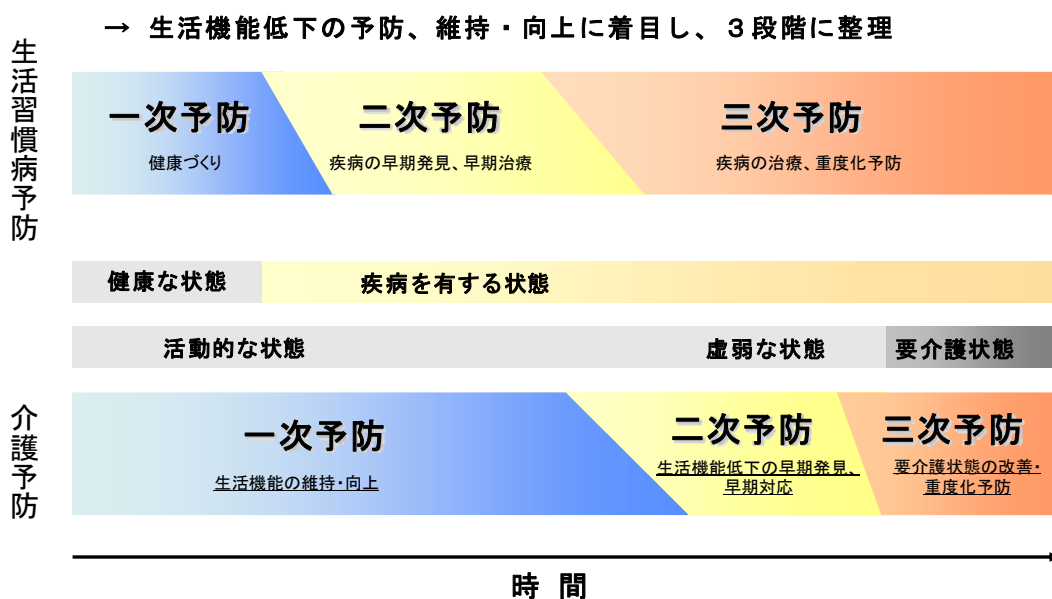 → 生活機能低下の予防、維持・向上に着目し、３段階に整理
生活習慣病予防
一次予防
健康づくり
二次予防
疾病の早期発見、早期治療
三次予防
疾病の治療、重度化予防
健康な状態
疾病を有する状態
活動的な状態
虚弱な状態
要介護状態
介護予防
一次予防
生活機能の維持・向上
二次予防
生活機能低下の早期発見、
早期対応
三次予防
要介護状態の改善・
重度化予防
時 間